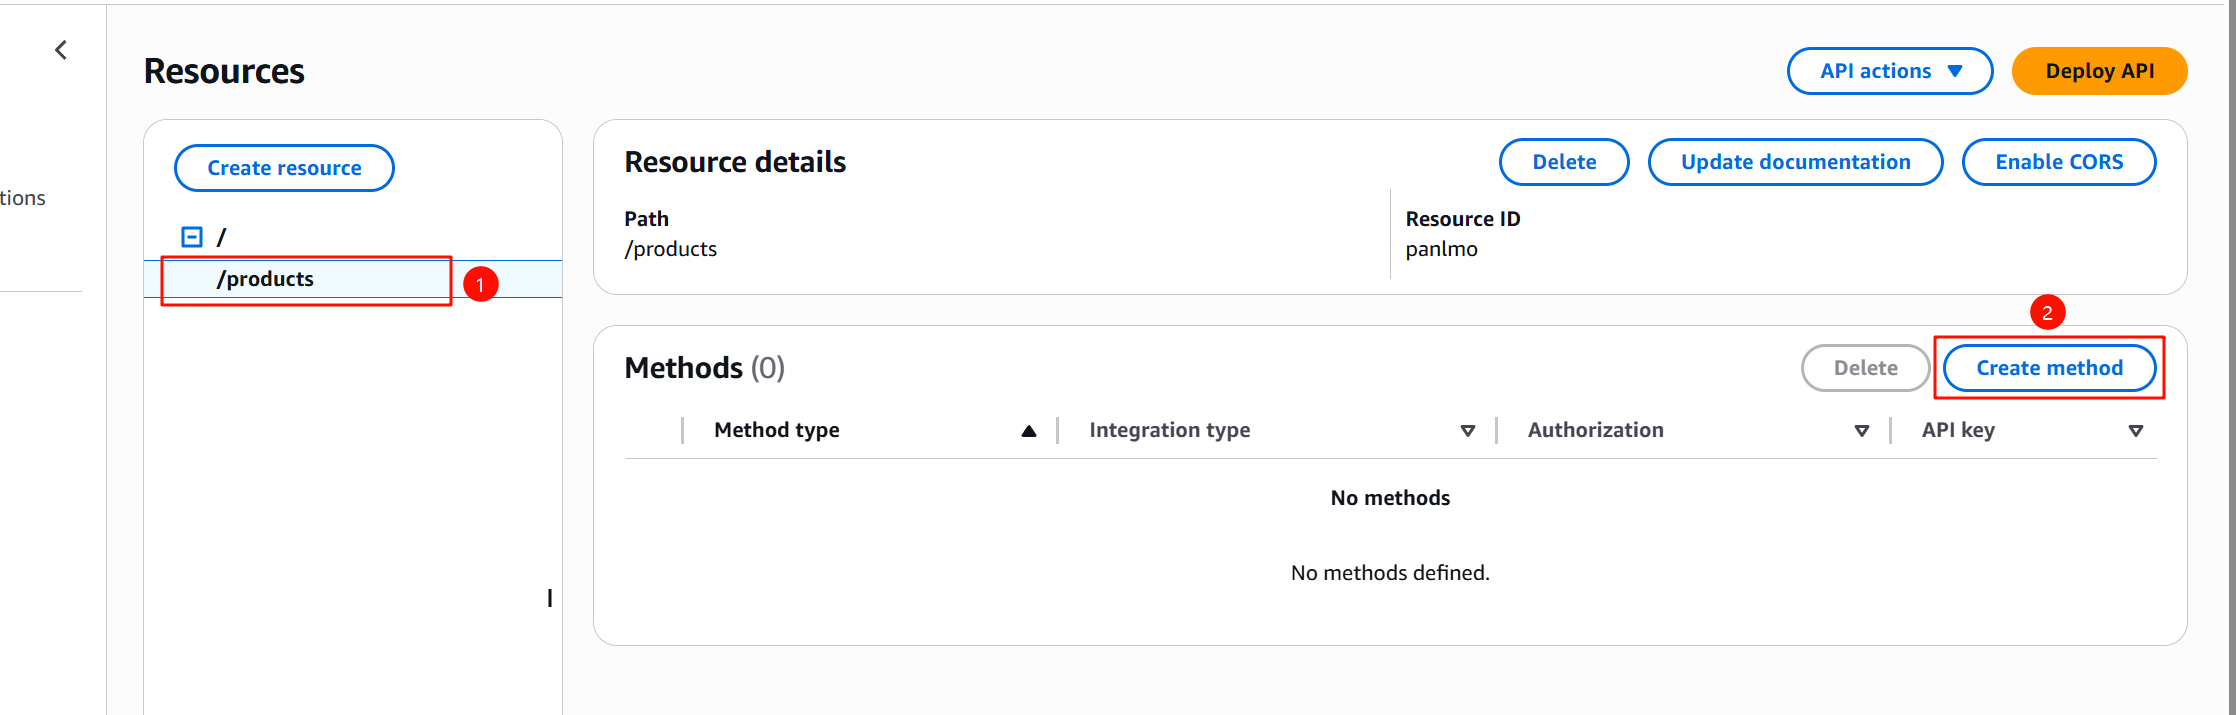 Resources
API actions
Deploy API
tions
Create resource
/
/products
1
Resource details
Delete
Update documentation
Enable CORS
Path
/products
Resource ID
panlmo
2
Methods (0)
Delete
Create method
Method type
Integration type
Authorization
API key
No methods
No methods defined.